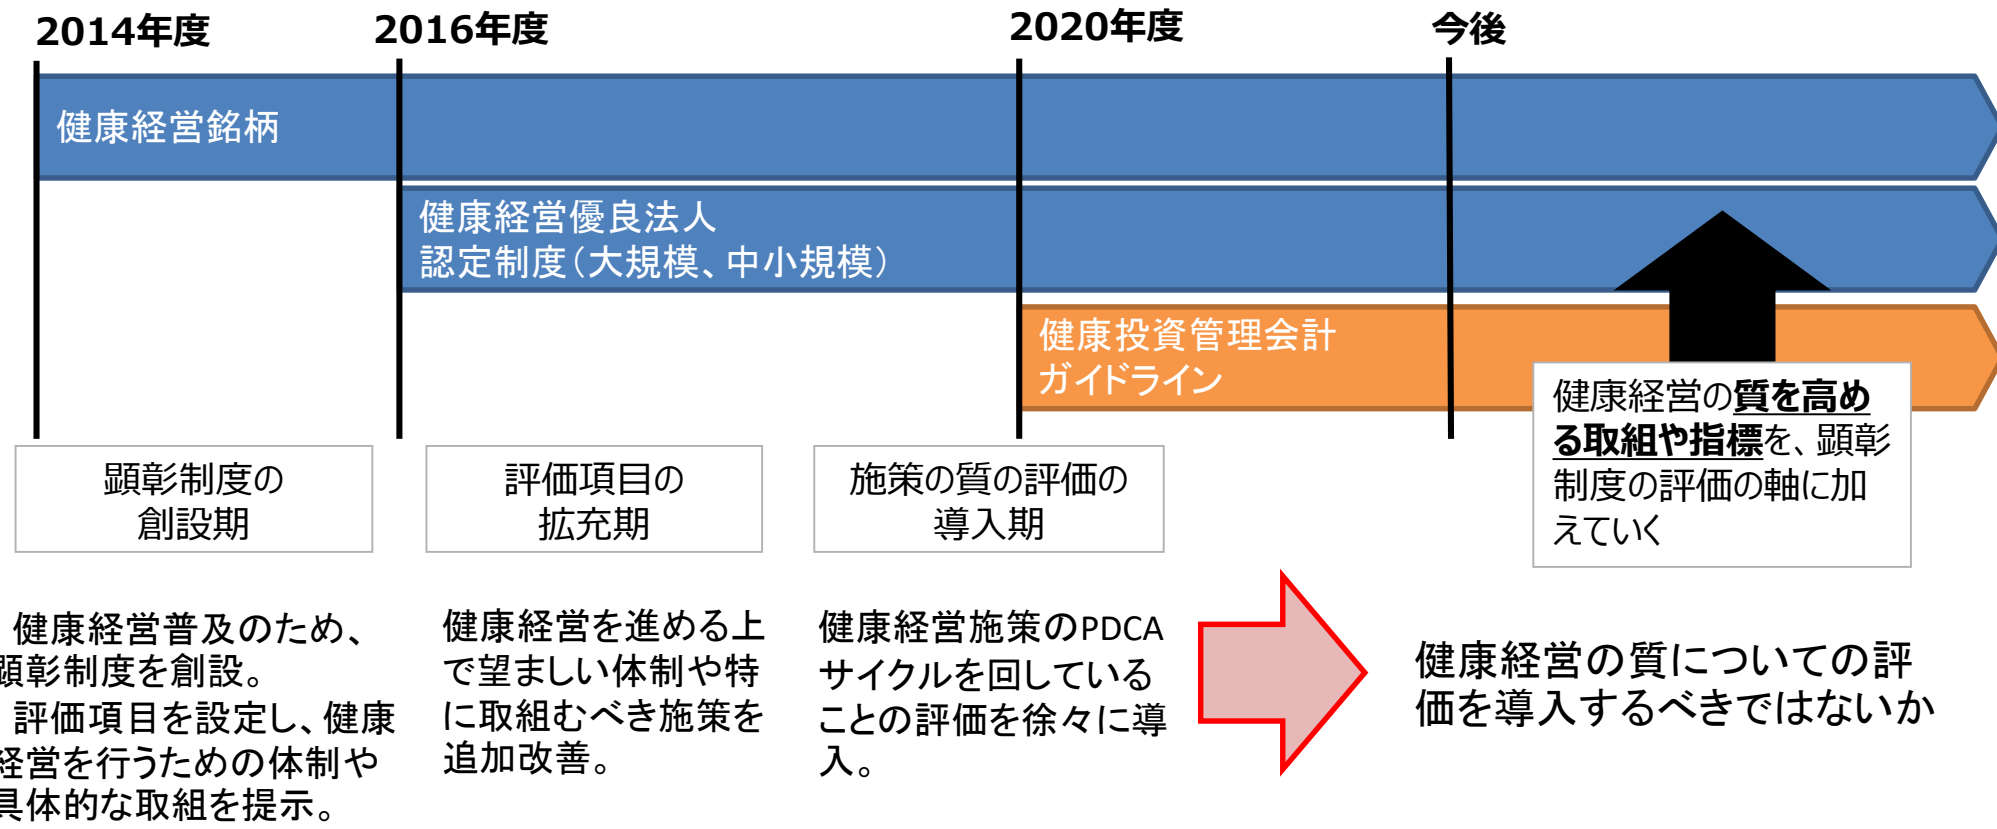 2014年度
2016年度
2020年度
今後
健康経営銘柄
健康経営優良法人
認定制度（大規模、中小規模）
健康投資管理会計
ガイドライン
健康経営の質を高め
る取組や指標を、顕彰
制度の評価の軸に加
えていく
顕彰制度の
創設期
評価項目の
拡充期
施策の質の評価の
導入期
健康経営普及のため、
顕彰制度を創設。
評価項目を設定し、健康
経営を行うための体制や
具体的な取組を提示。
健康経営を進める上
で望ましい体制や特
に取組むべき施策を
追加改善。
健康経営施策のPDCA
サイクルを回している
ことの評価を徐々に導
入。
健康経営の質についての評
価を導入するべきではないか